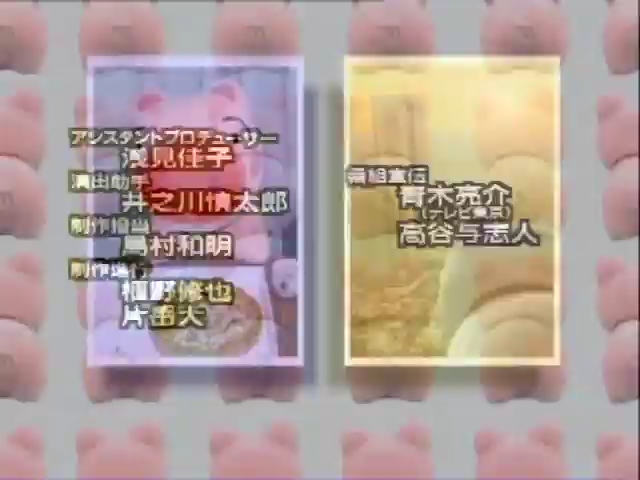 アシスタントプロデューサー
浅見佳子
演出助手
井之川慎太郎
制作担当
島村和明
制作進行
細野修也
片苗大
番組宣伝
青木亮介
(テレビ東京)
高谷与志人